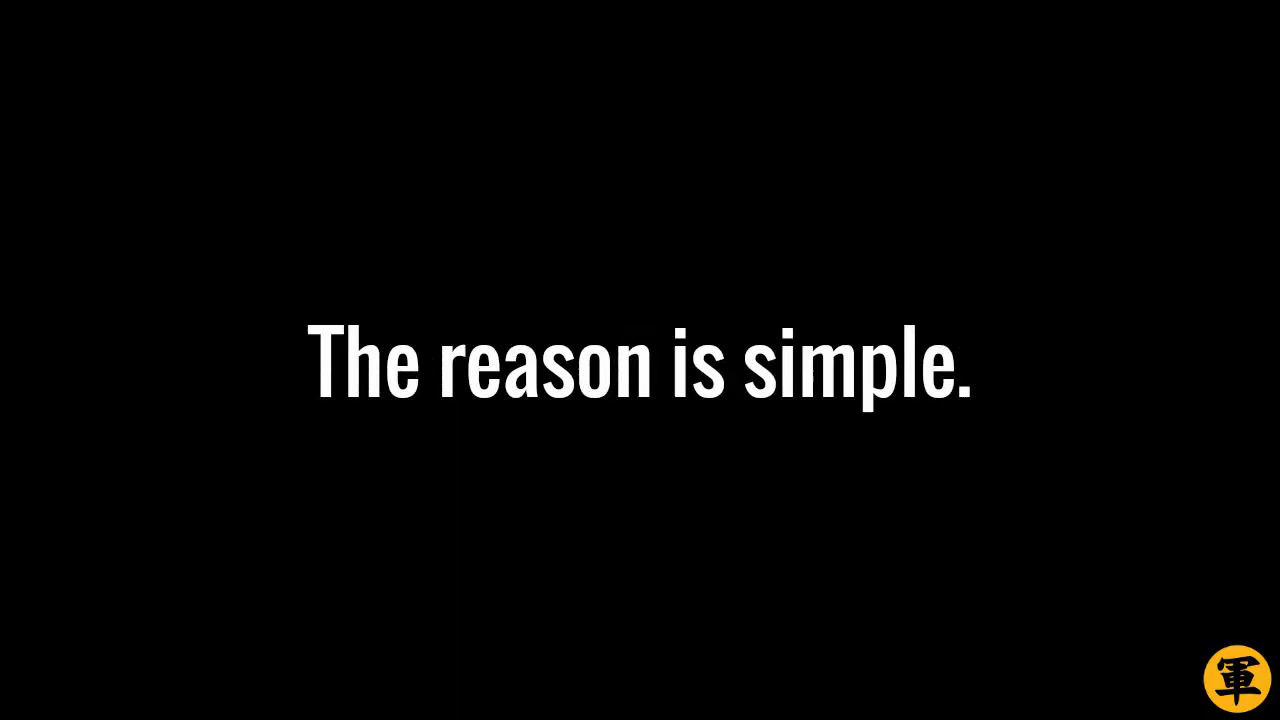 The reason is simple.
軍